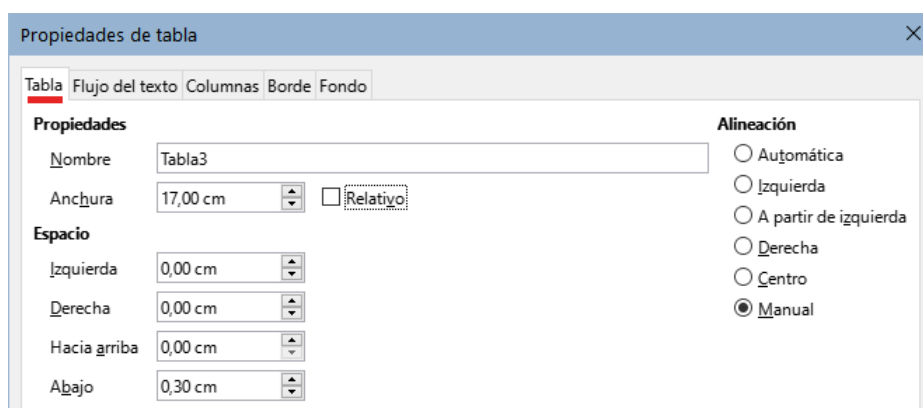 Propiedades de tabla
Tabla Flujo del texto Columnas Borde Fondo
Propiedades
Nombre Tabla3
Anchura 17,00 cm Relativo
Espacio
Izquierda 0,00 cm
Derecha 0,00 cm
Hacia arriba 0,00 cm
Abajo 0,30 cm
Alineación
Automática
Izquierda
A partir de izquierda
Derecha
Centro
Manual